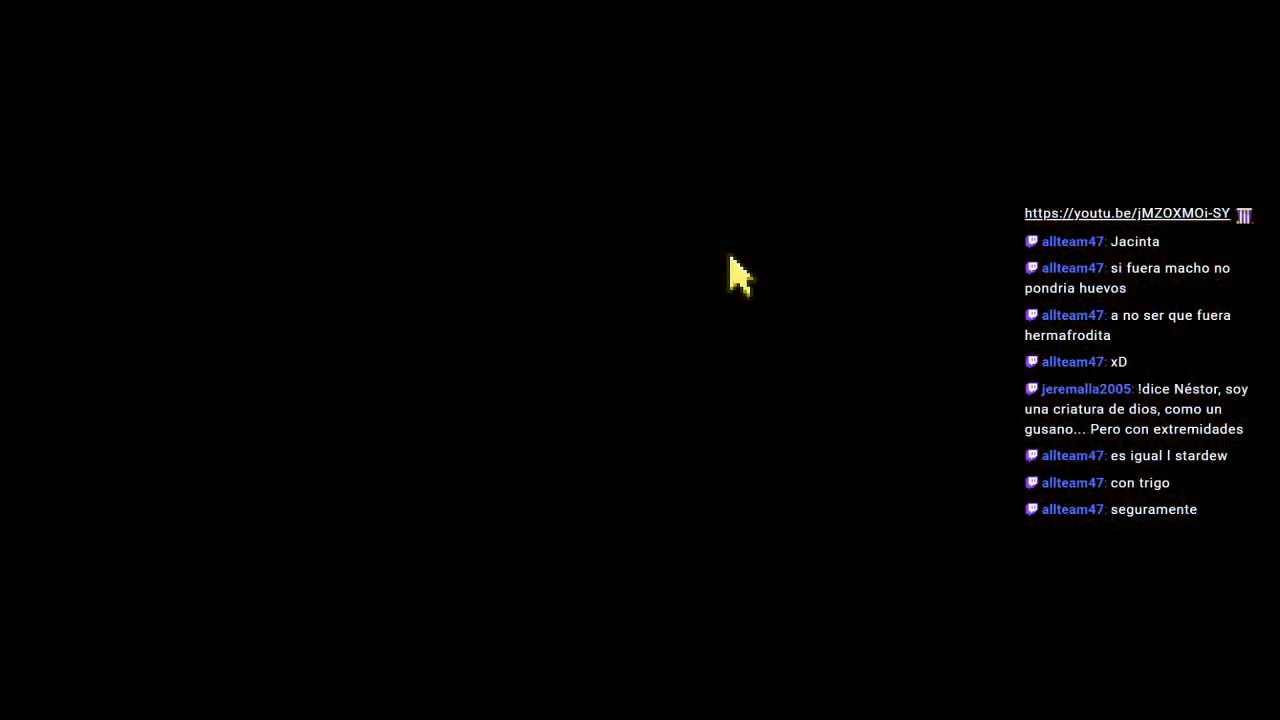 https://youtu.be/jMZOXMOi-SY
allteam47: Jacinta
allteam47: si fuera macho no
pondria huevos
allteam47: a no ser que fuera
hermafrodita
allteam47: xD
jeremalla2005: !dice Néstor, soy
una criatura de dios, como un
gusano... Pero con extremidades
allteam47: es igual l stardew
allteam47: con trigo
allteam47: seguramente